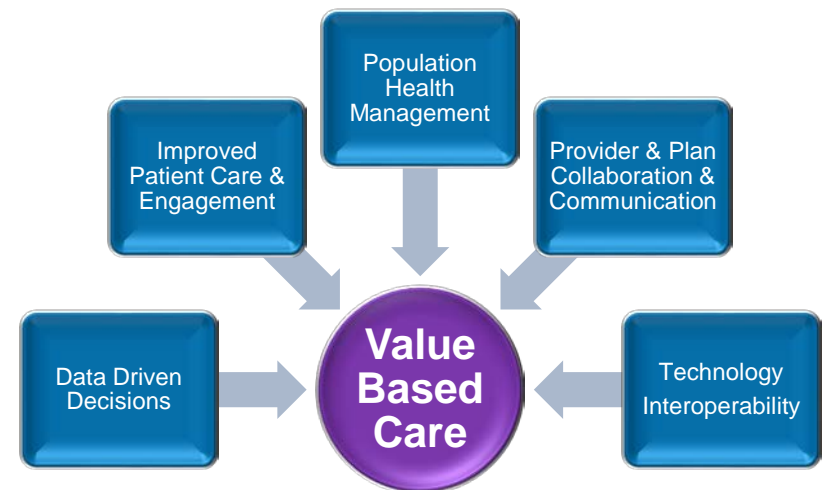 Population
Health
Management
Improved
Patient Care &
Engagement
Provider & Plan
Collaboration &
Communication
Data Driven
Decisions
Value
Based
Care
Technology
Interoperability